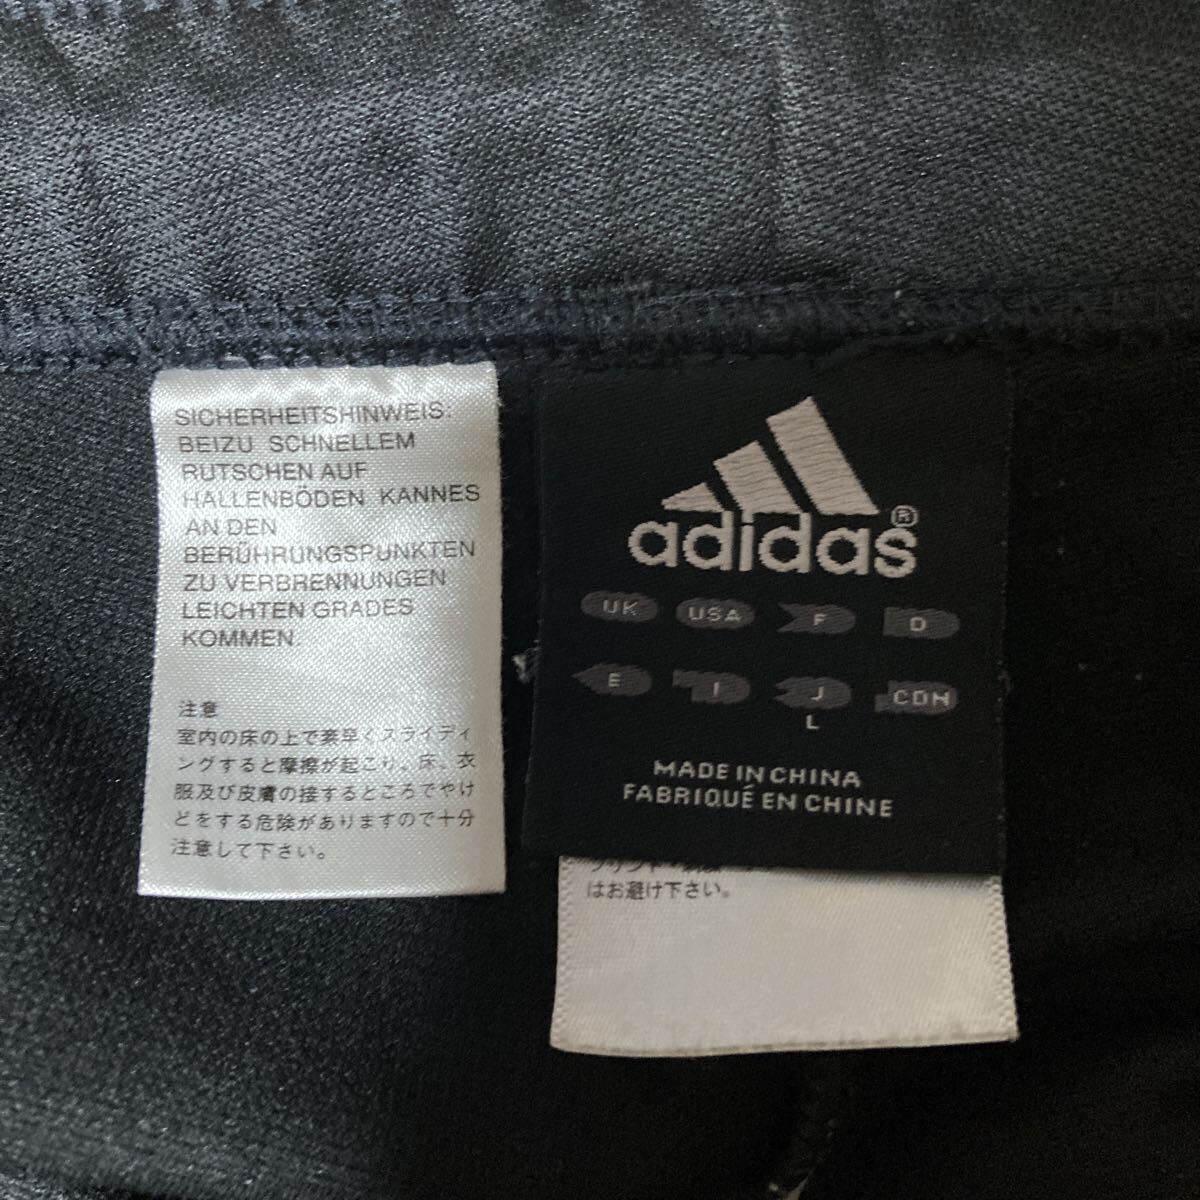 SICHERHEITSHINWEIS:
BEIZU SCHNELLEM
RUTSCHEN AUF
HALLENBÖDEN KANNES
AN DEN
BERÜHRUNGSPUNKTEN
ZU VERBRENNUNGEN
LEICHTEN GRADES
KOMMEN.
注意
室内の床の上で素早くスライディ
ングすると摩擦が起こり、床、衣
服及び皮膚の接するところでやけ
どをする危険がありますので十分
注意して下さい。
adidas®
UK USA F D
E I J CDN
L
MADE IN CHINA
FABRIQUÉ EN CHINE
はお避け下さい。